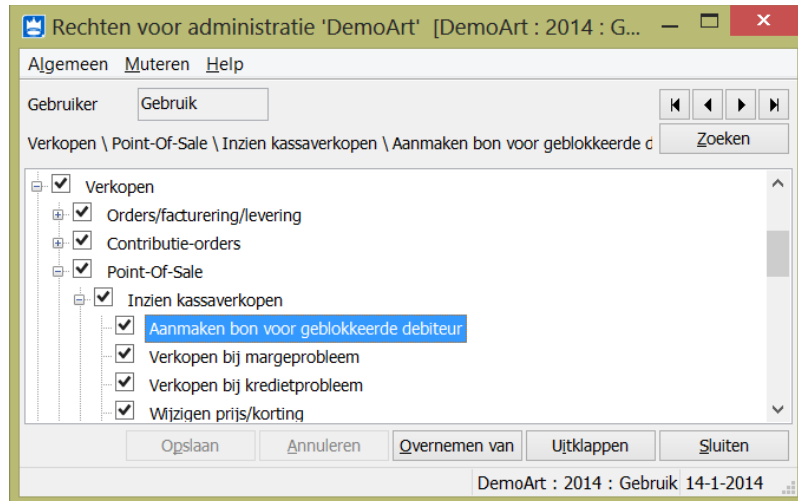 Rechten voor administratie 'DemoArt' [DemoArt : 2014 : G...
Algemeen Muteren Help
Gebruiker Gebruik
Verkopen \ Point-Of-Sale \ Inzien kassaverkopen \ Aanmaken bon voor geblokkeerde d Zoeken
Verkopen
Orders/facturering/levering
Contributie-orders
Point-Of-Sale
Inzien kassaverkopen
Aanmaken bon voor geblokkeerde debiteur
Verkopen bij margeprobleem
Verkopen bij kredietprobleem
Wijzigen prijs/korting
Opslaan Annuleren Overnemen van Uitklappen Sluiten
DemoArt : 2014 : Gebruik 14-1-2014